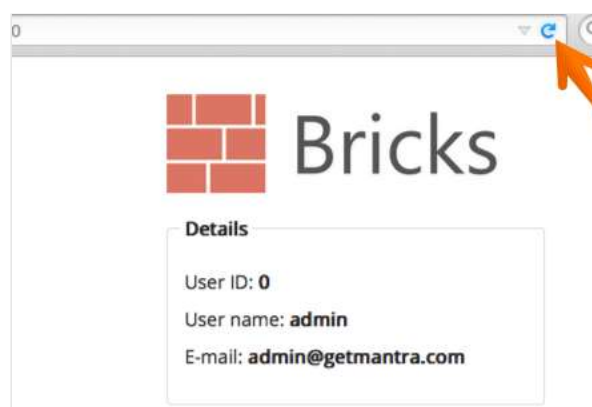 0
Bricks
Details
User ID: 0
User name: admin
E-mail: admin@getmantra.com